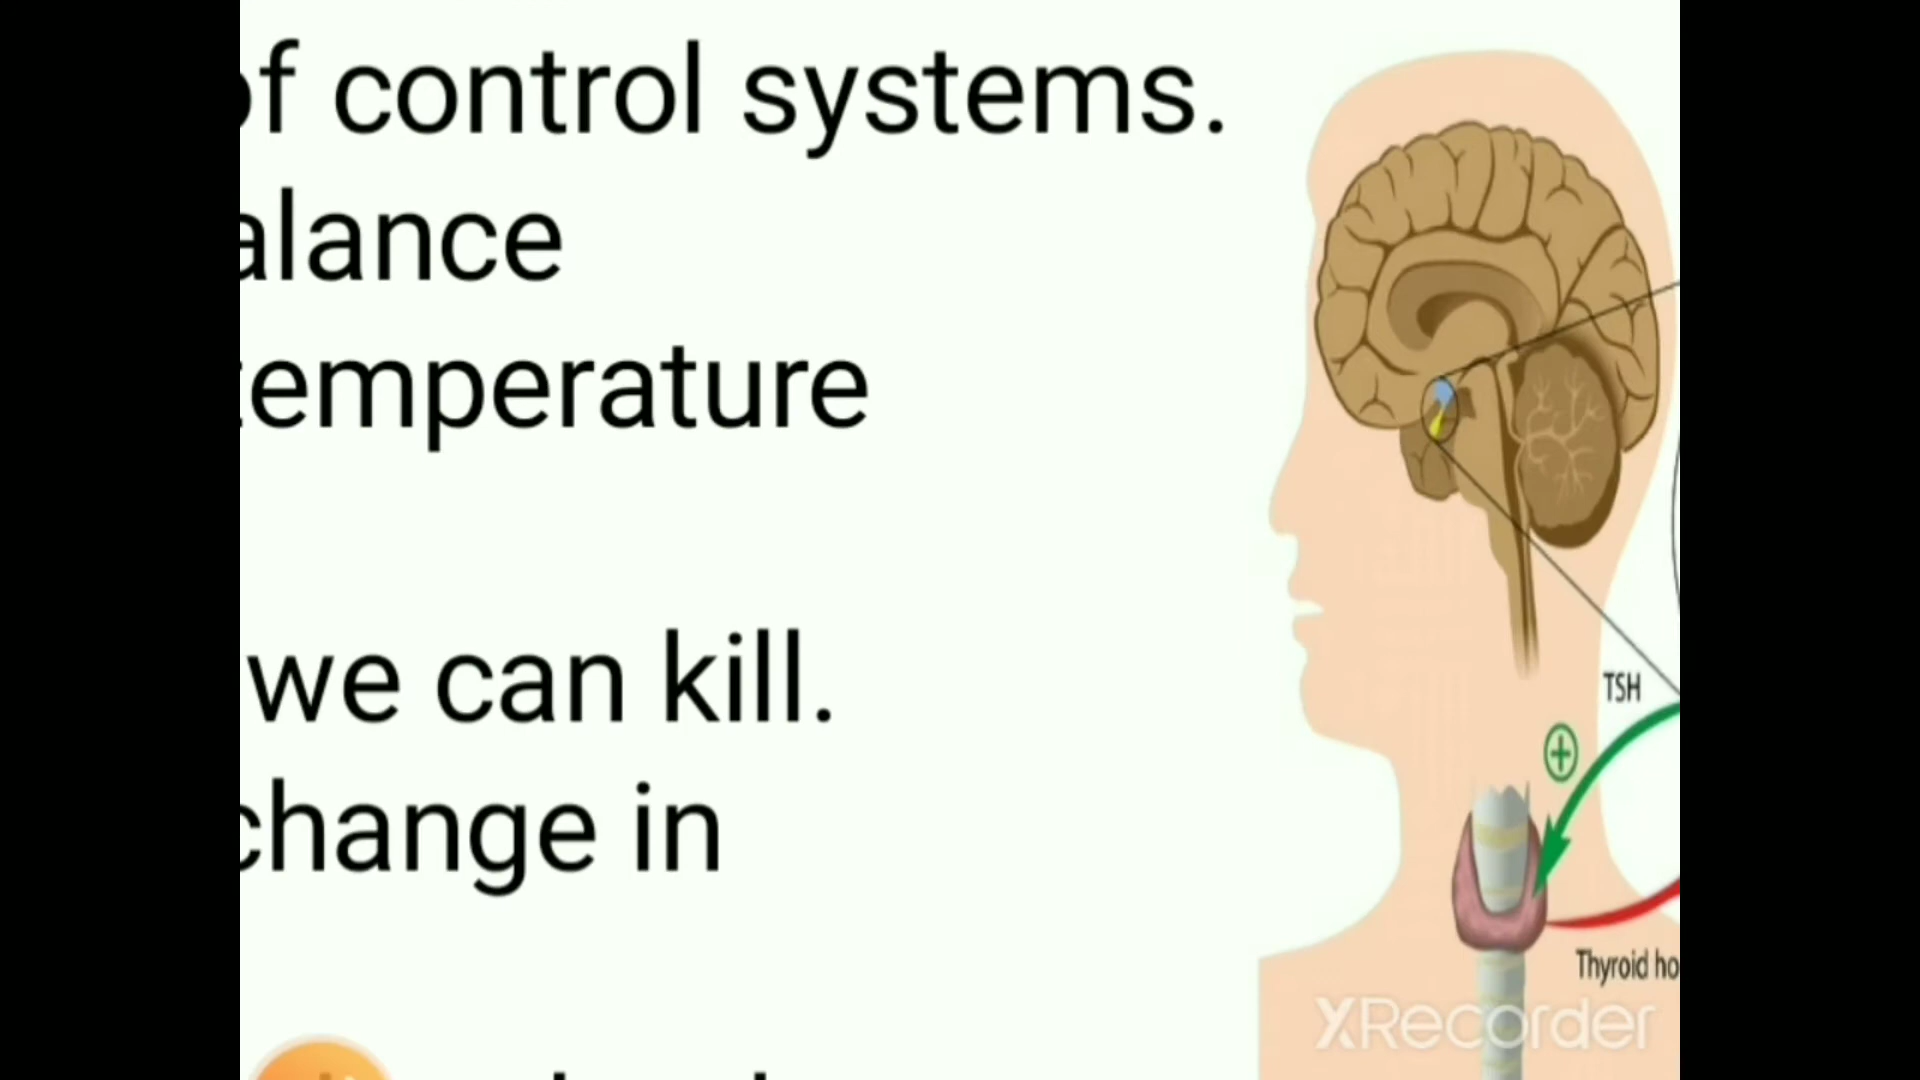 of control systems.
alance
temperature
we can kill.
change in
TSH
Thyroid ho
XRecorder